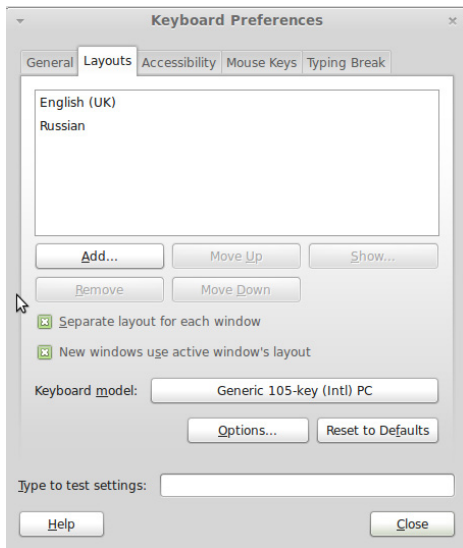 Keyboard Preferences
General Layouts Accessibility Mouse Keys Typing Break
English (UK)
Russian
Add... Move Up Show...
Remove Move Down
Separate layout for each window
New windows use active window's layout
Keyboard model: Generic 105-key (Intl) PC
Options... Reset to Defaults
Type to test settings:
Help Close